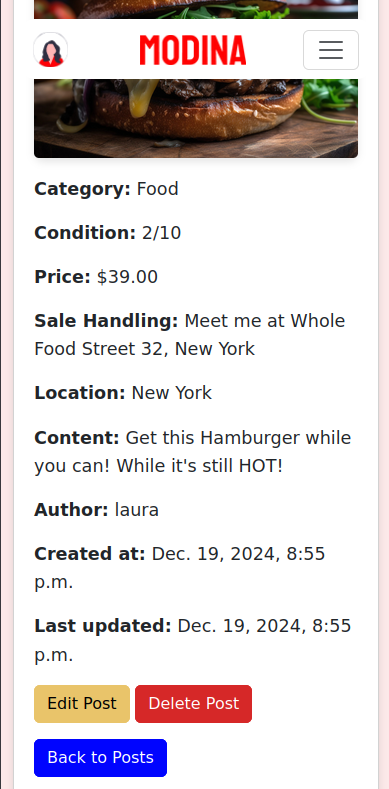 MODINA
Category: Food
Condition: 2/10
Price: $39.00
Sale Handling: Meet me at Whole
Food Street 32, New York
Location: New York
Content: Get this Hamburger while
you can! While it's still HOT!
Author: laura
Created at: Dec. 19, 2024, 8:55
p.m.
Last updated: Dec. 19, 2024, 8:55
p.m.
Edit Post Delete Post
Back to Posts